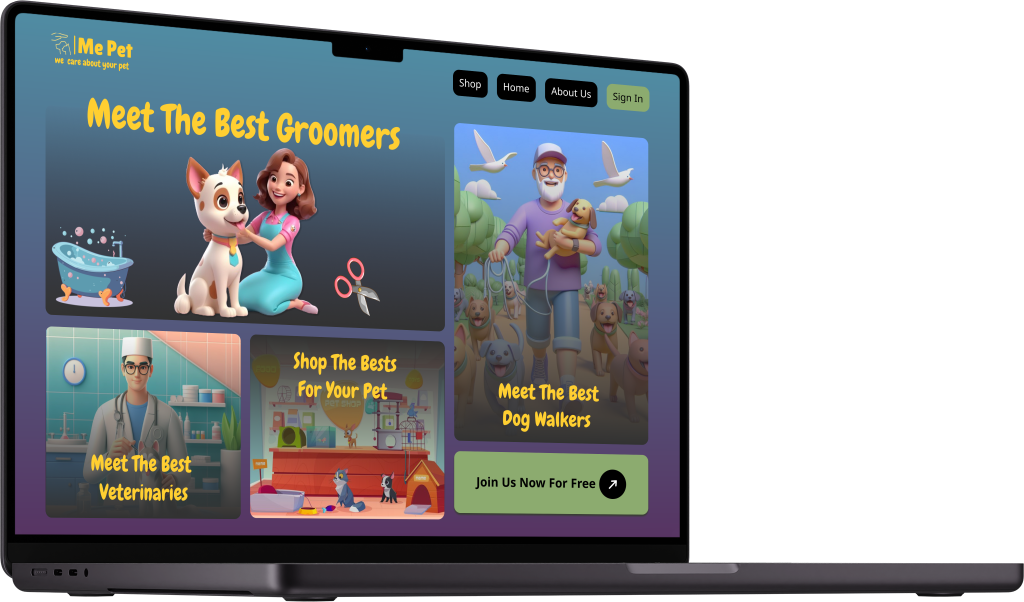 Me Pet
we care about your pet
Shop
Home
About Us
Sign In
Meet The Best Groomers
Meet The Best
Dog Walkers
Meet The Best
Veterinaries
Shop The Bests
For Your Pet
Join Us Now For Free